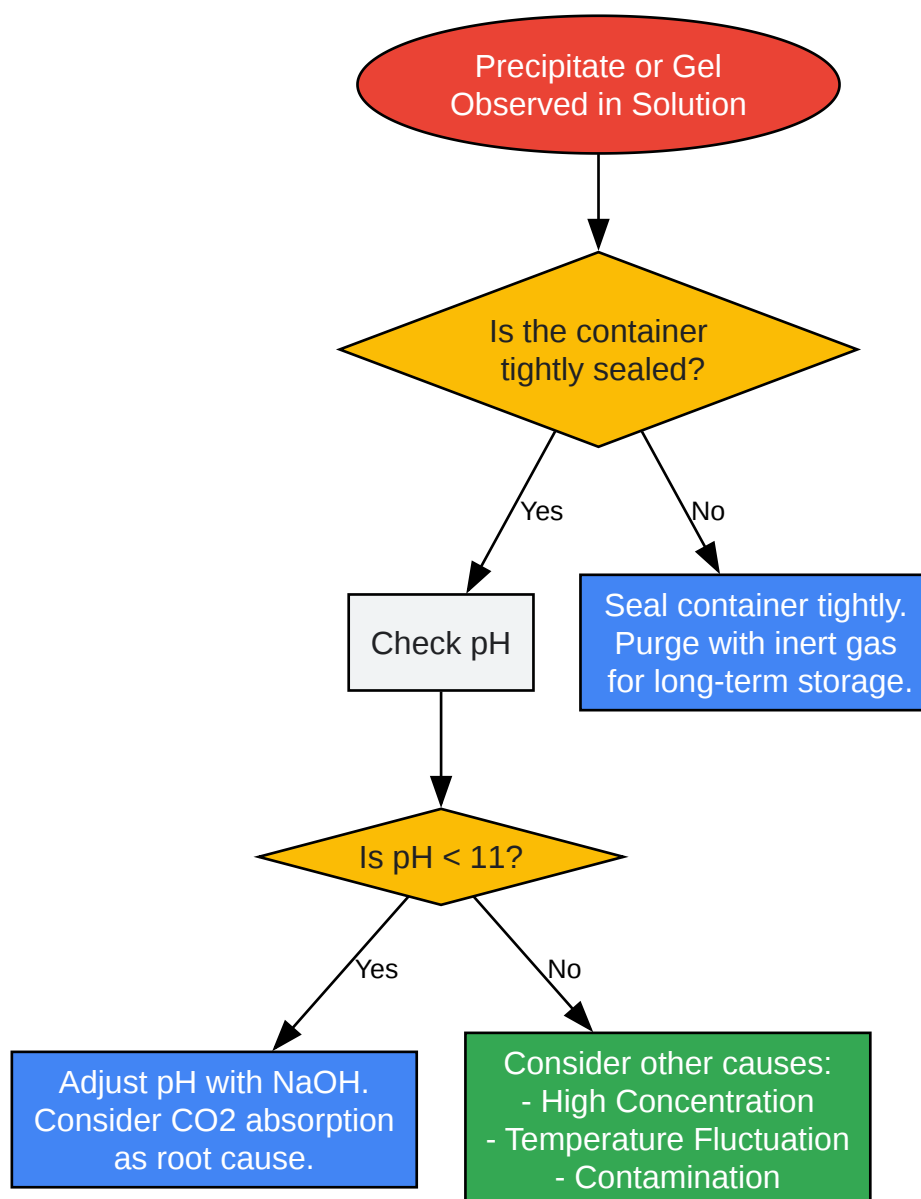 Precipitate or Gel
Observed in Solution
Is the container
tightly sealed?
Yes
No
Check pH
Seal container tightly.
Purge with inert gas
for long-term storage.
Is pH < 11?
Yes
No
Adjust pH with NaOH.
Consider CO2 absorption
as root cause.
Consider other causes:
- High Concentration
- Temperature Fluctuation
- Contamination